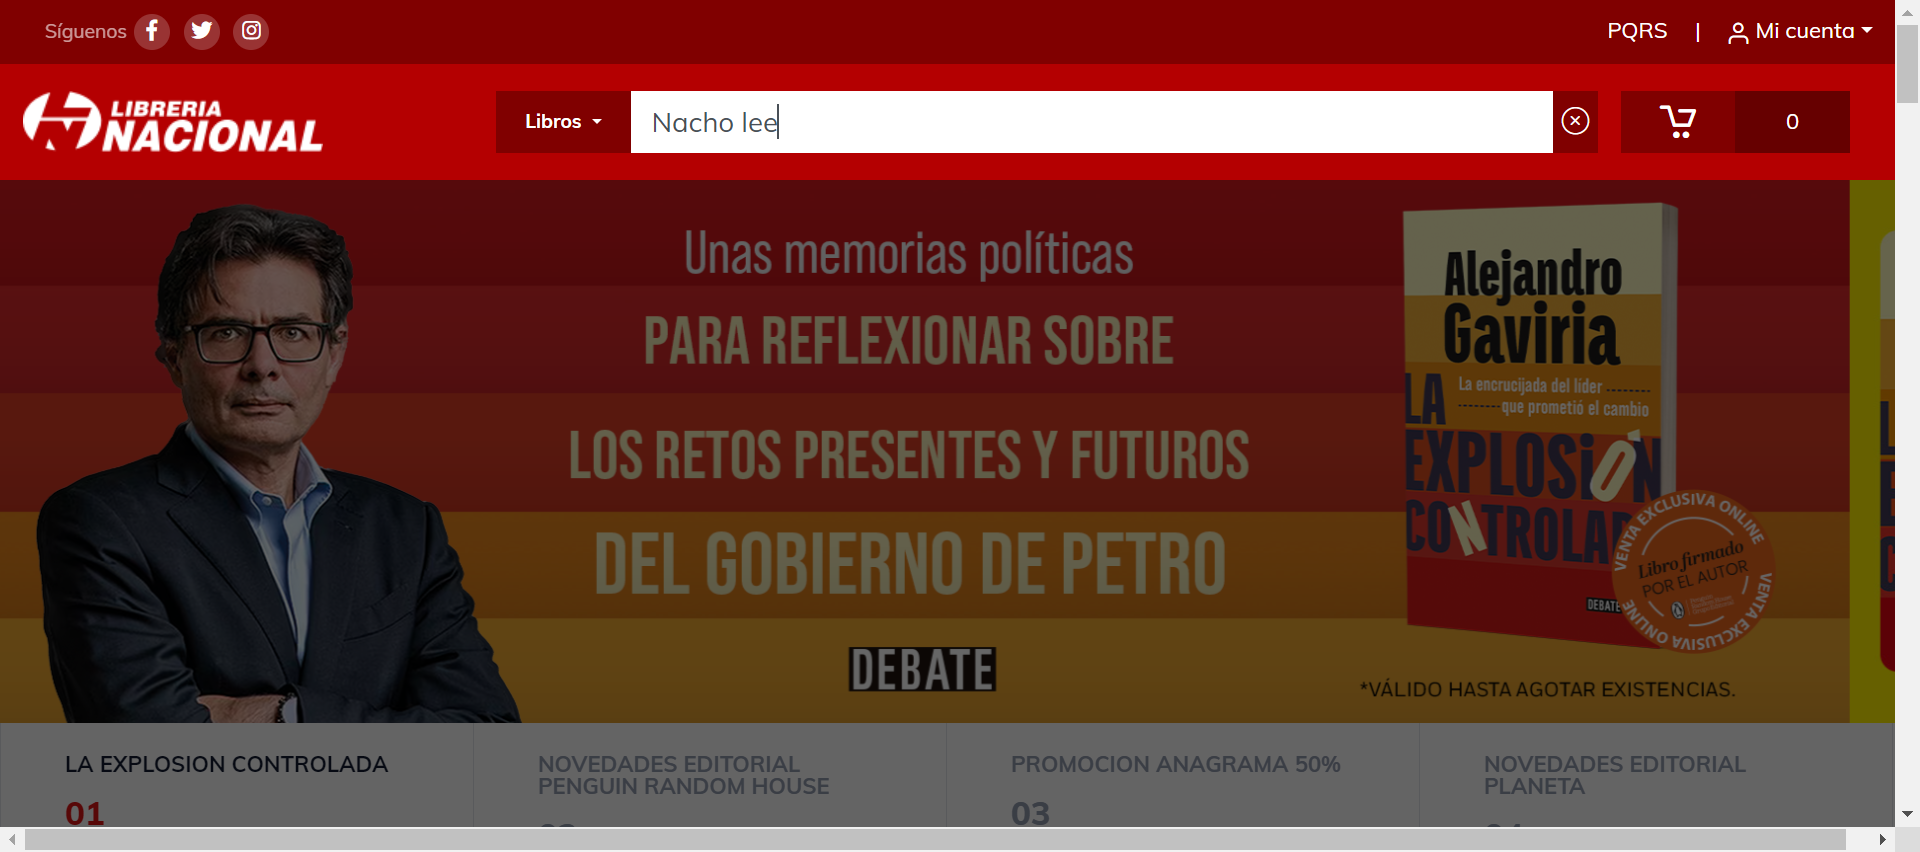 Síguenos
PQRS | Mi cuenta
LIBRERIA
NACIONAL
Libros
Nacho lee
0
Unas memorias políticas
PARA REFLEXIONAR SOBRE
LOS RETOS PRESENTES Y FUTUROS
DEL GOBIERNO DE PETRO
DEBATE
Alejandro
Gaviria
La encrucijada del líder
que prometió el cambio
LA
EXPLOSIÓN
CONTROLAD
DEBATE
VENTA EXCLUSIVA ONLINE
Libro firmado
POR EL AUTOR
VENTA EXCLUSIVA ONLINE
*VÁLIDO HASTA AGOTAR EXISTENCIAS.
LA EXPLOSION CONTROLADA
01
NOVEDADES EDITORIAL
PENGUIN RANDOM HOUSE
PROMOCION ANAGRAMA 50%
03
NOVEDADES EDITORIAL
PLANETA